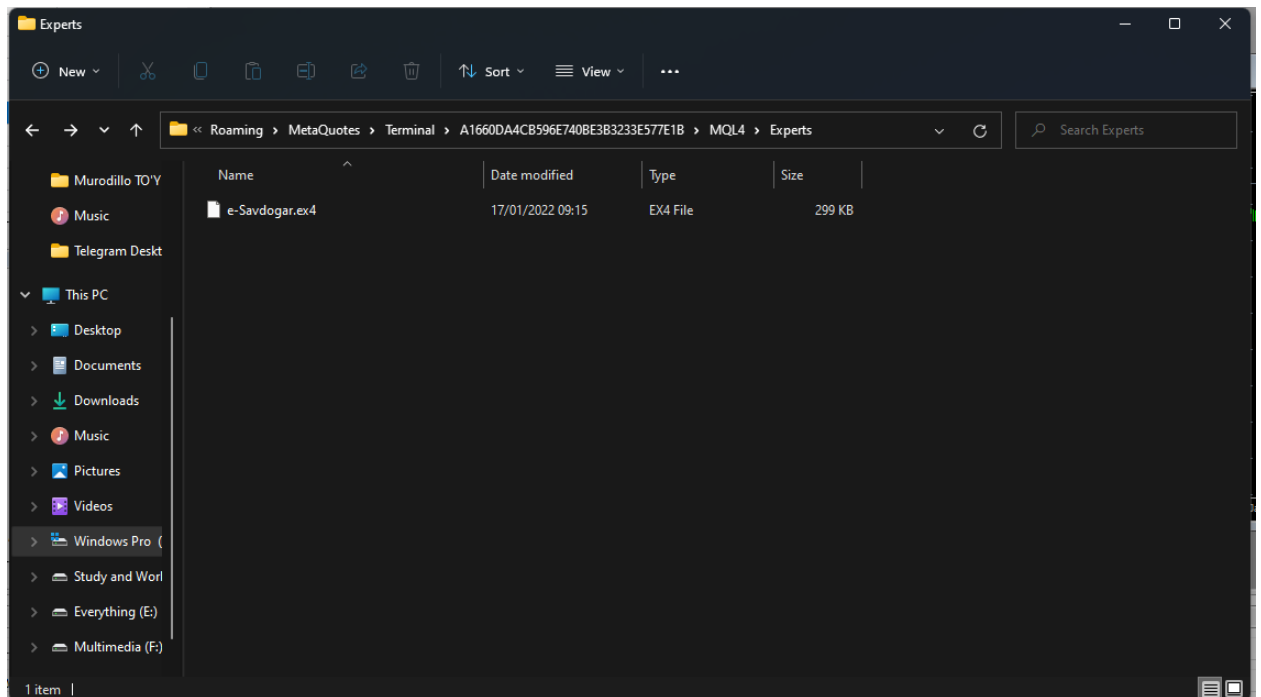 Experts
New Sort View
« Roaming › MetaQuotes › Terminal › A1660DA4CB596E740BE3B3233E577E1B › MQL4 › Experts Search Experts
Name Date modified Type Size
e-Savdogar.ex4 17/01/2022 09:15 EX4 File 299 KB
Murodillo TO'Y
Music
Telegram Deskt
This PC
Desktop
Documents
Downloads
Music
Pictures
Videos
Windows Pro (
Study and Worl
Everything (E:)
Multimedia (F:)
1 item